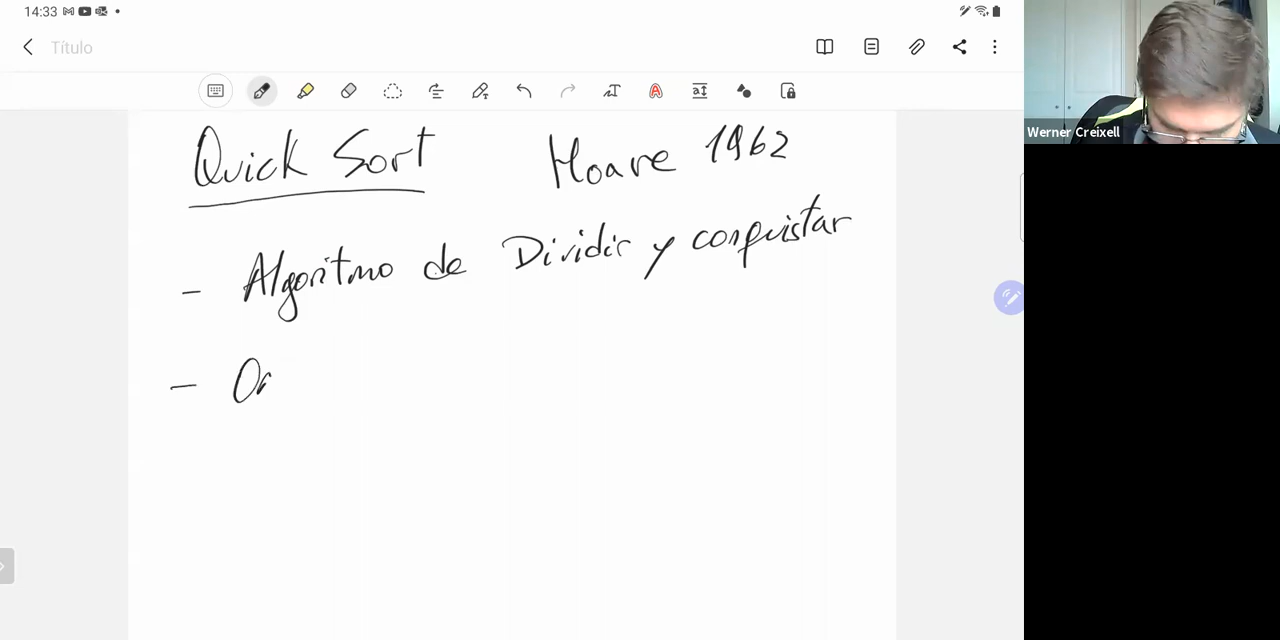 14:33
Título
Werner Creixell
Quick Sort Hoare 1962
- Algoritmo de Dividir y conquistar
- Or